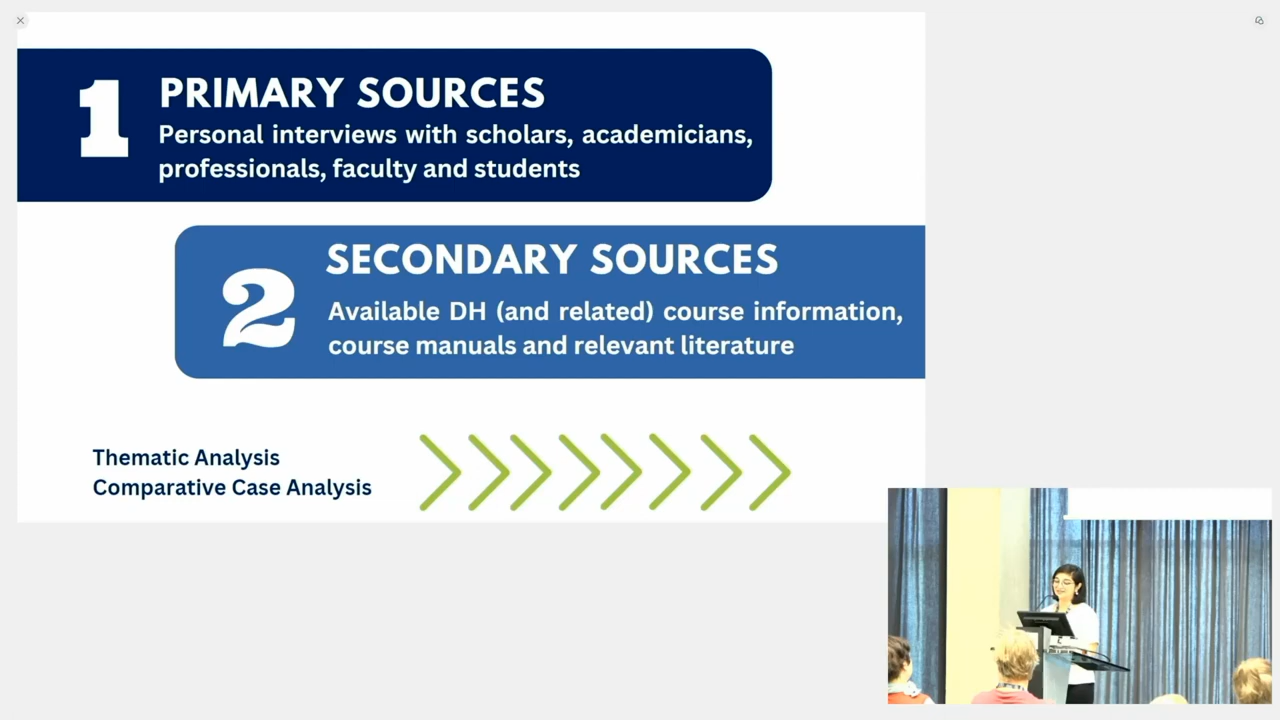 1
PRIMARY SOURCES
Personal interviews with scholars, academicians,
professionals, faculty and students
2
SECONDARY SOURCES
Available DH (and related) course information,
course manuals and relevant literature
Thematic Analysis
Comparative Case Analysis